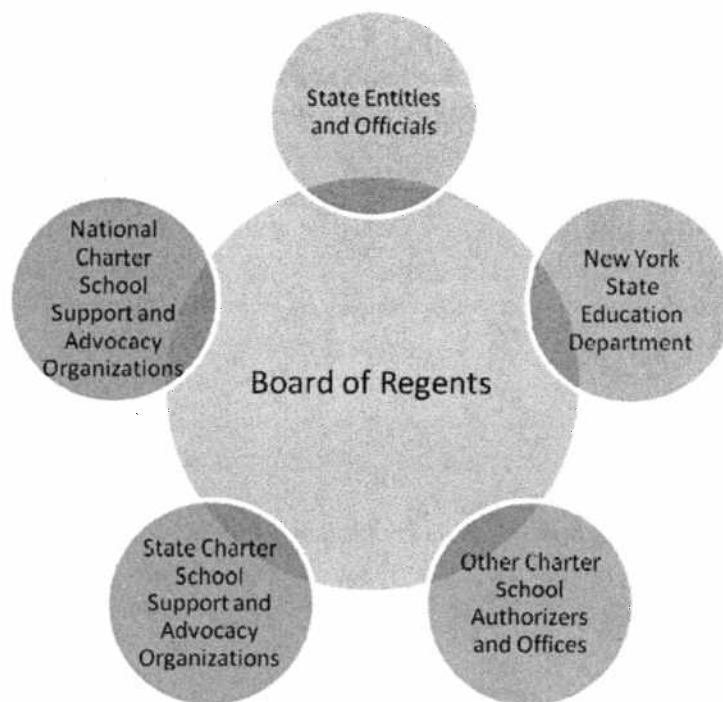 State Entities
and Officials
National
Charter
School
Support and
Advocacy
Organizations
New York
State
Education
Department
Board of Regents
State Charter
School
Support and
Advocacy
Organizations
Other Charter
School
Authorizers
and Offices